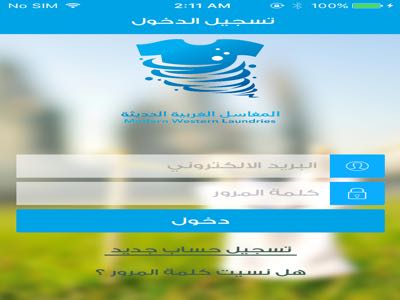 No SIM 2:11 AM 100%
تسجيل الدخول
المغاسل الغربية الحديثة
Modern Western Laundries
البريد الالكتروني
كلمة المرور
دخول
تسجيل حساب جديد
هل نسيت كلمة المرور ؟